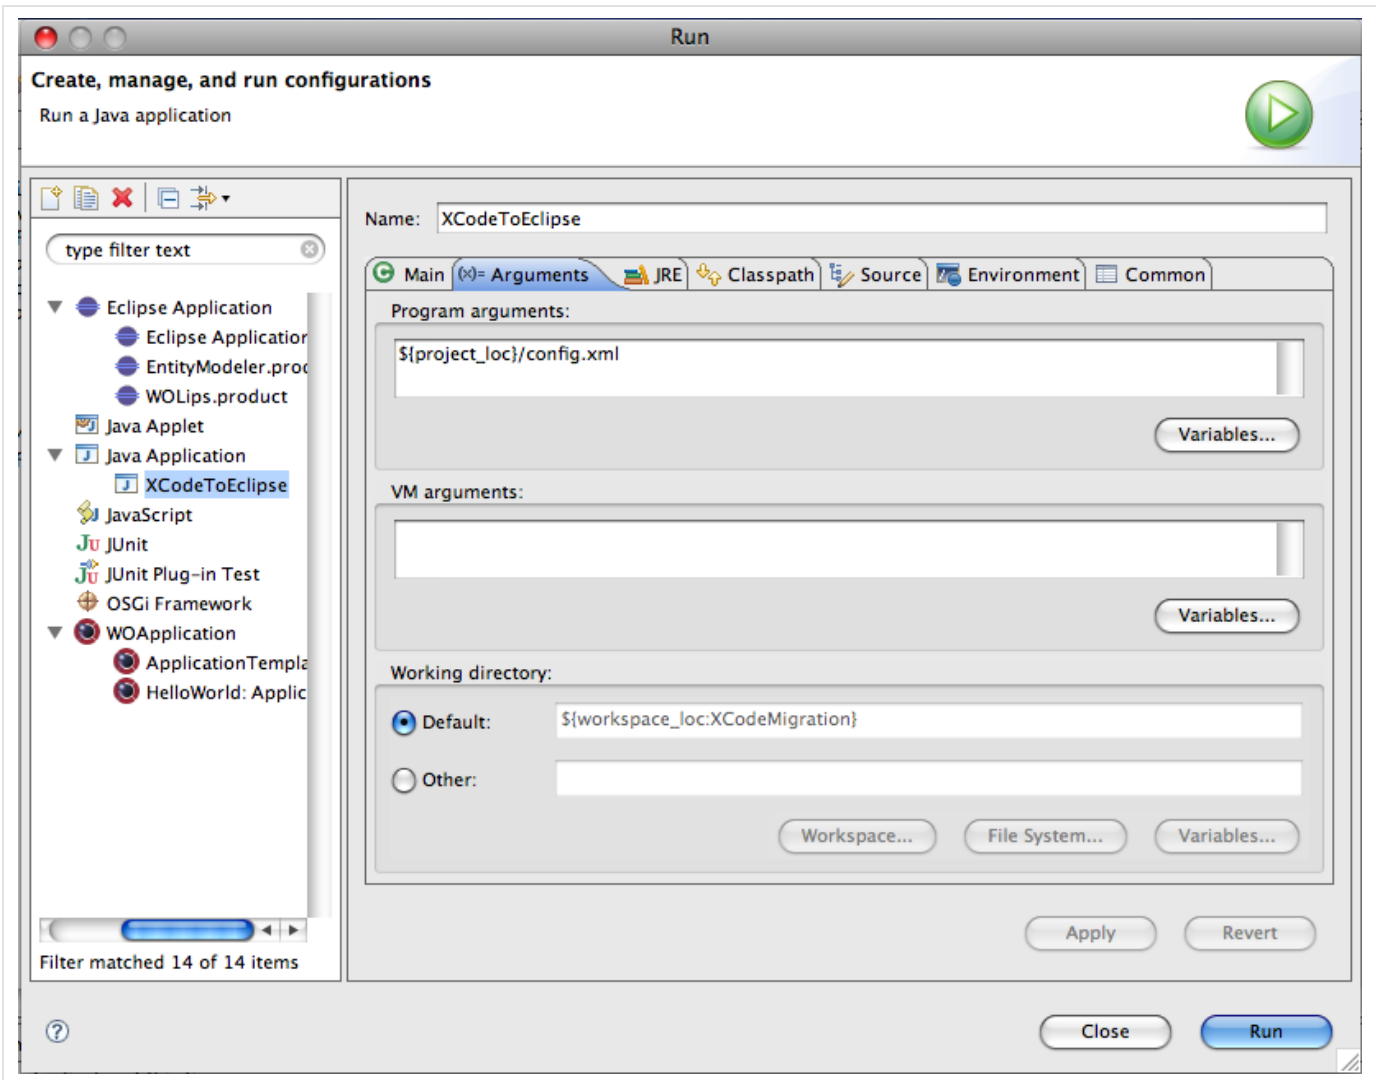 Run
Create, manage, and run configurations
Run a Java application
type filter text
Eclipse Application
Eclipse Application
EntityModeler.prod
WOLips.product
Java Applet
Java Application
XCodeToEclipse
JavaScript
JUnit
JUnit Plug-in Test
OSGi Framework
WOApplication
ApplicationTempla
HelloWorld: Applic
Filter matched 14 of 14 items
Name: XCodeToEclipse
Main (x)= Arguments JRE Classpath Source Environment Common
Program arguments:
${project_loc}/config.xml
Variables...
VM arguments:
Variables...
Working directory:
Default: ${workspace_loc:XCodeMigration}
Other:
Workspace... File System... Variables...
Apply Revert
Close Run